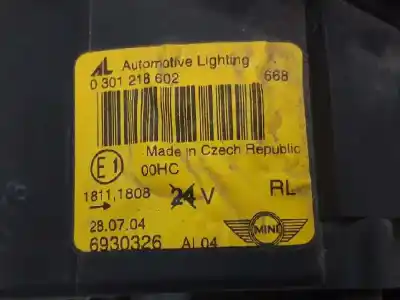 AL Automotive Lighting
0 301 218 602 668
Made in Czech Republic
E1 00HC
1811,1808 24 V RL
28.07.04
6930326 AL04 MINI